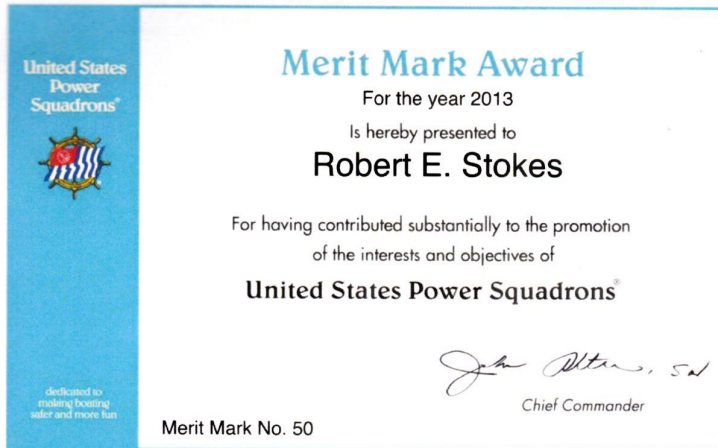 United States
Power
Squadrons®
Merit Mark Award
For the year 2013
Is hereby presented to
Robert E. Stokes
For having contributed substantially to the promotion
of the interests and objectives of
United States Power Squadrons®
John
Chief Commander
dedicated to
making boating
safer and more fun
Merit Mark No. 50